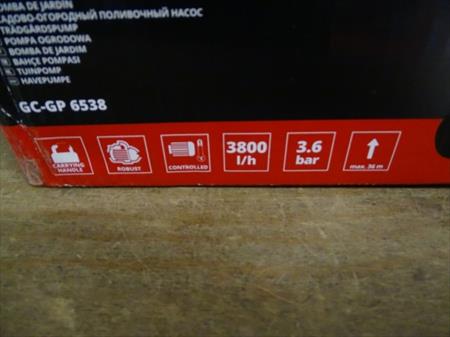 BOMBA DE JARDÍN
САДОВО-ОГОРОДНЫЙ ПОЛИВОЧНЫЙ НАСОС
TRÄDGÅRDSPUMP
POMPA OGRODOWA
BOMBA DE JARDIM
BAHÇE POMPASI
TUINPOMP
HAVEPUMPE
GC-GP 6538
CARRYING HANDLE
ROBUST
CONTROLLED
3800 l/h
3.6 bar
max. 36 m